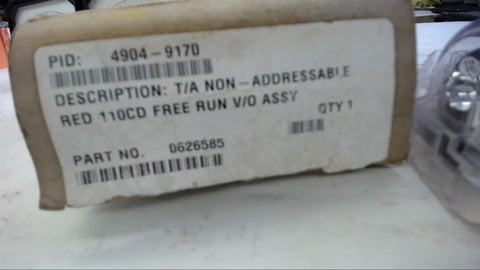 PID: 4904-9170
DESCRIPTION: T/A NON-ADDRESSABLE
RED 110CD FREE RUN V/O ASSY
QTY 1
PART NO. 0626585